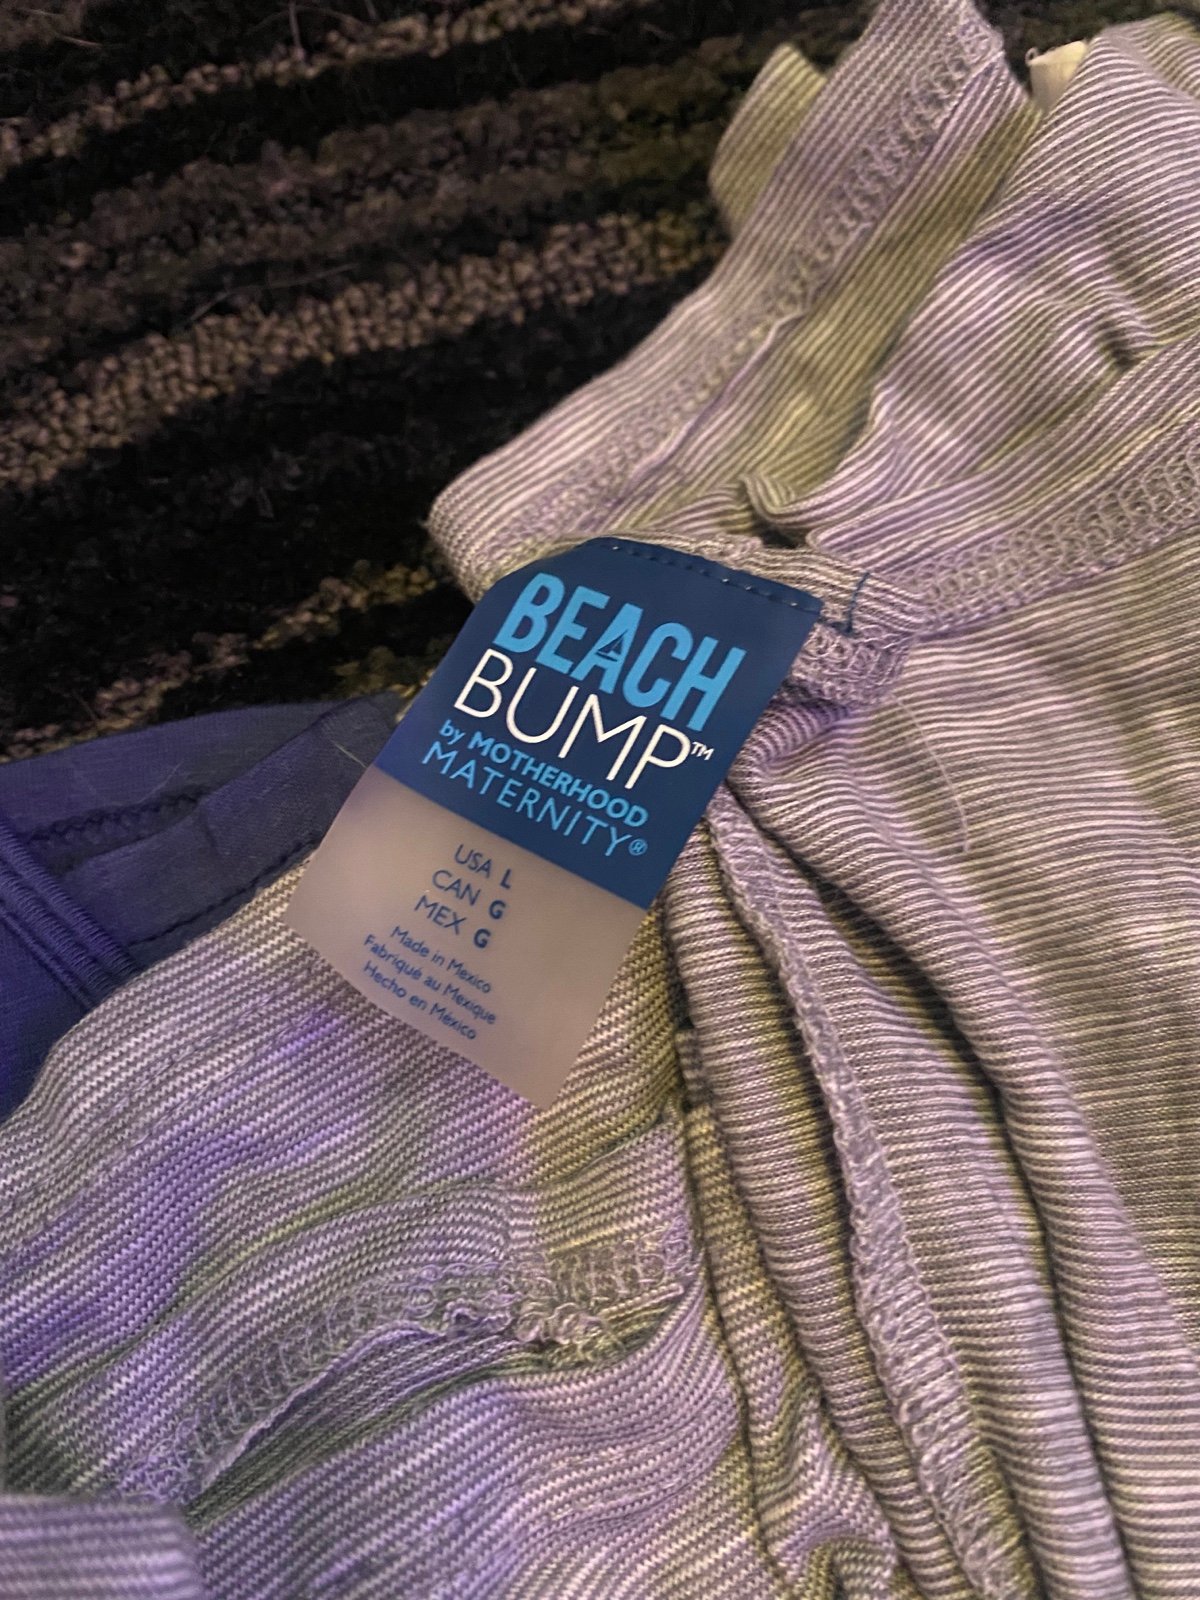 BEACH
BUMP™
by MOTHERHOOD
MATERNITY®
USA L
CAN G
MEX G
Made in Mexico
Fabriqué au Mexique
Hecho en México